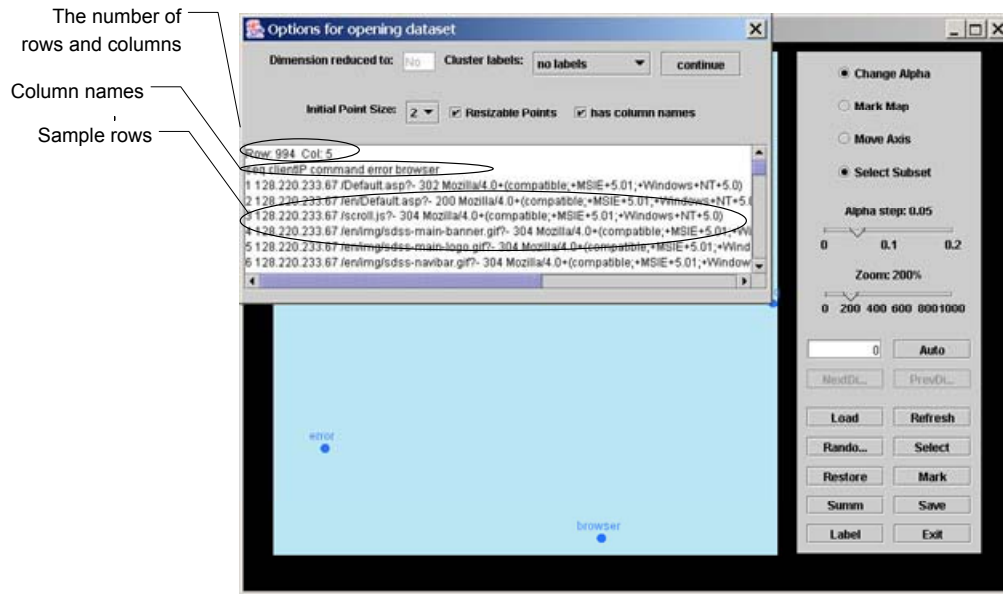 The number of
rows and columns
Column names
Sample rows
Options for opening dataset
Dimension reduced to: No Cluster labels: no labels continue
Initial Point Size: 2 Resizable Points has column names
Row: 994 Col: 5
seq clientIP command error browser
1 128.220.233.67 /Default.asp?- 302 Mozilla/4.0+(compatible;+MSIE+5.01;+Windows+NT+5.0)
2 128.220.233.67 /en/Default.asp?- 200 Mozilla/4.0+(compatible;+MSIE+5.01;+Windows+NT+5.0
3 128.220.233.67 /scroll.js?- 304 Mozilla/4.0+(compatible;+MSIE+5.01;+Windows+NT+5.0)
4 128.220.233.67 /en/img/sdss-main-banner.gif?- 304 Mozilla/4.0+(compatible;+MSIE+5.01;+Wi
5 128.220.233.67 /en/img/sdss-main-logo.gif?- 304 Mozilla/4.0+(compatible;+MSIE+5.01;+Wind
6 128.220.233.67 /en/img/sdss-navibar.gif?- 304 Mozilla/4.0+(compatible;+MSIE+5.01;+Window
error
browser
Change Alpha
Mark Map
Move Axis
Select Subset
Alpha step: 0.05
0 0.1 0.2
Zoom: 200%
0 200 400 600 800 1000
0 Auto
NextDi... PrevDi...
Load Refresh
Rando... Select
Restore Mark
Summ Save
Label Exit